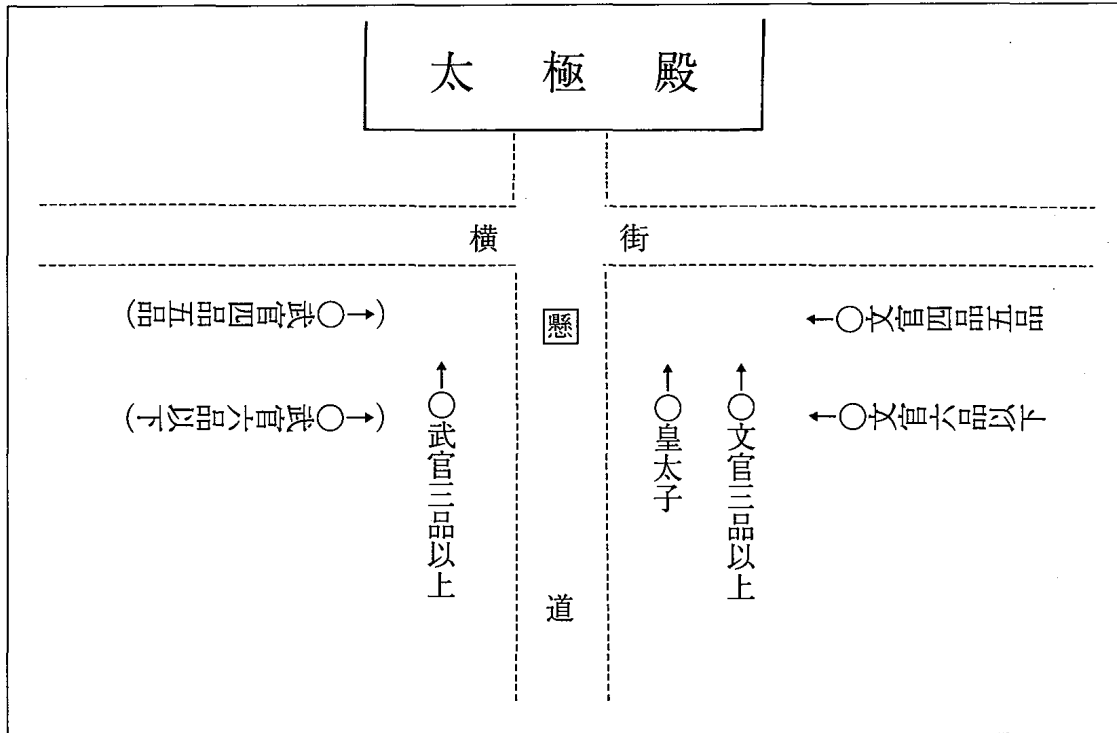 太極殿
横街
懸
道
(武官四品五品○→)
(武官六品以下○→)
←○武官三品以上
←○皇太子
←○文官三品以上
←○文官四品五品
←○文官六品以下